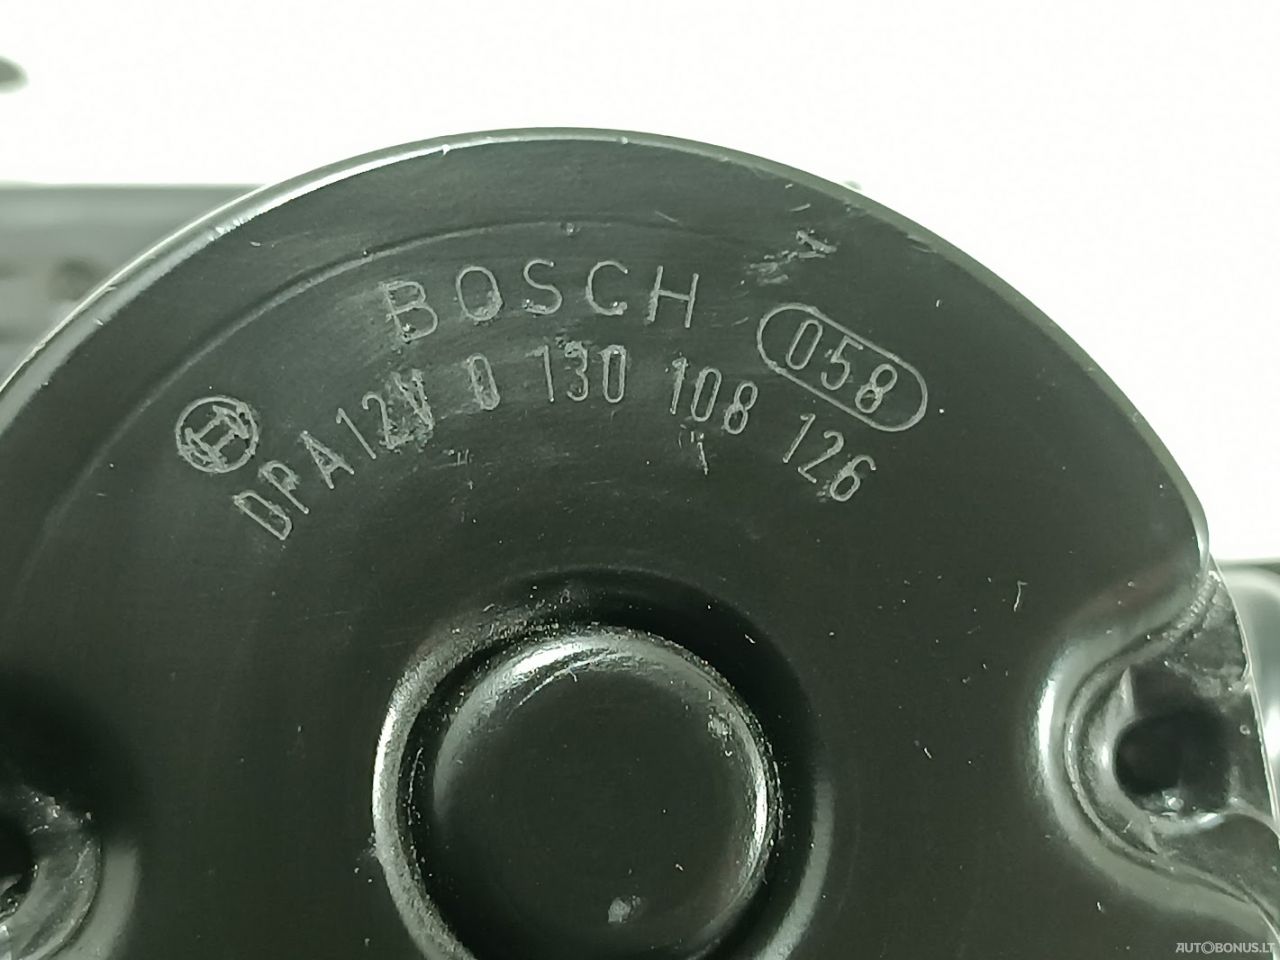 BOSCH
058
DPA12V 0 130 108 126
AUTOBONUS.LT